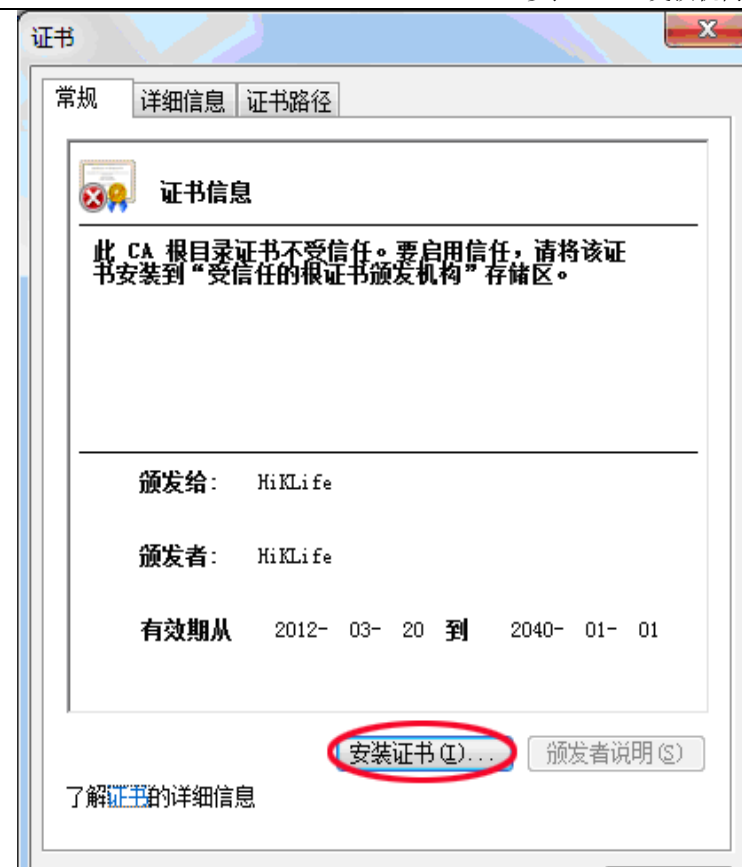 证书
常规 详细信息 证书路径
证书信息
此 CA 根目录证书不受信任。要启用信任，请将该证
书安装到“受信任的根证书颁发机构”存储区。
颁发给： HiKLife
颁发者： HiKLife
有效期从 2012- 03- 20 到 2040- 01- 01
安装证书(I)... 颁发者说明(S)
了解证书的详细信息